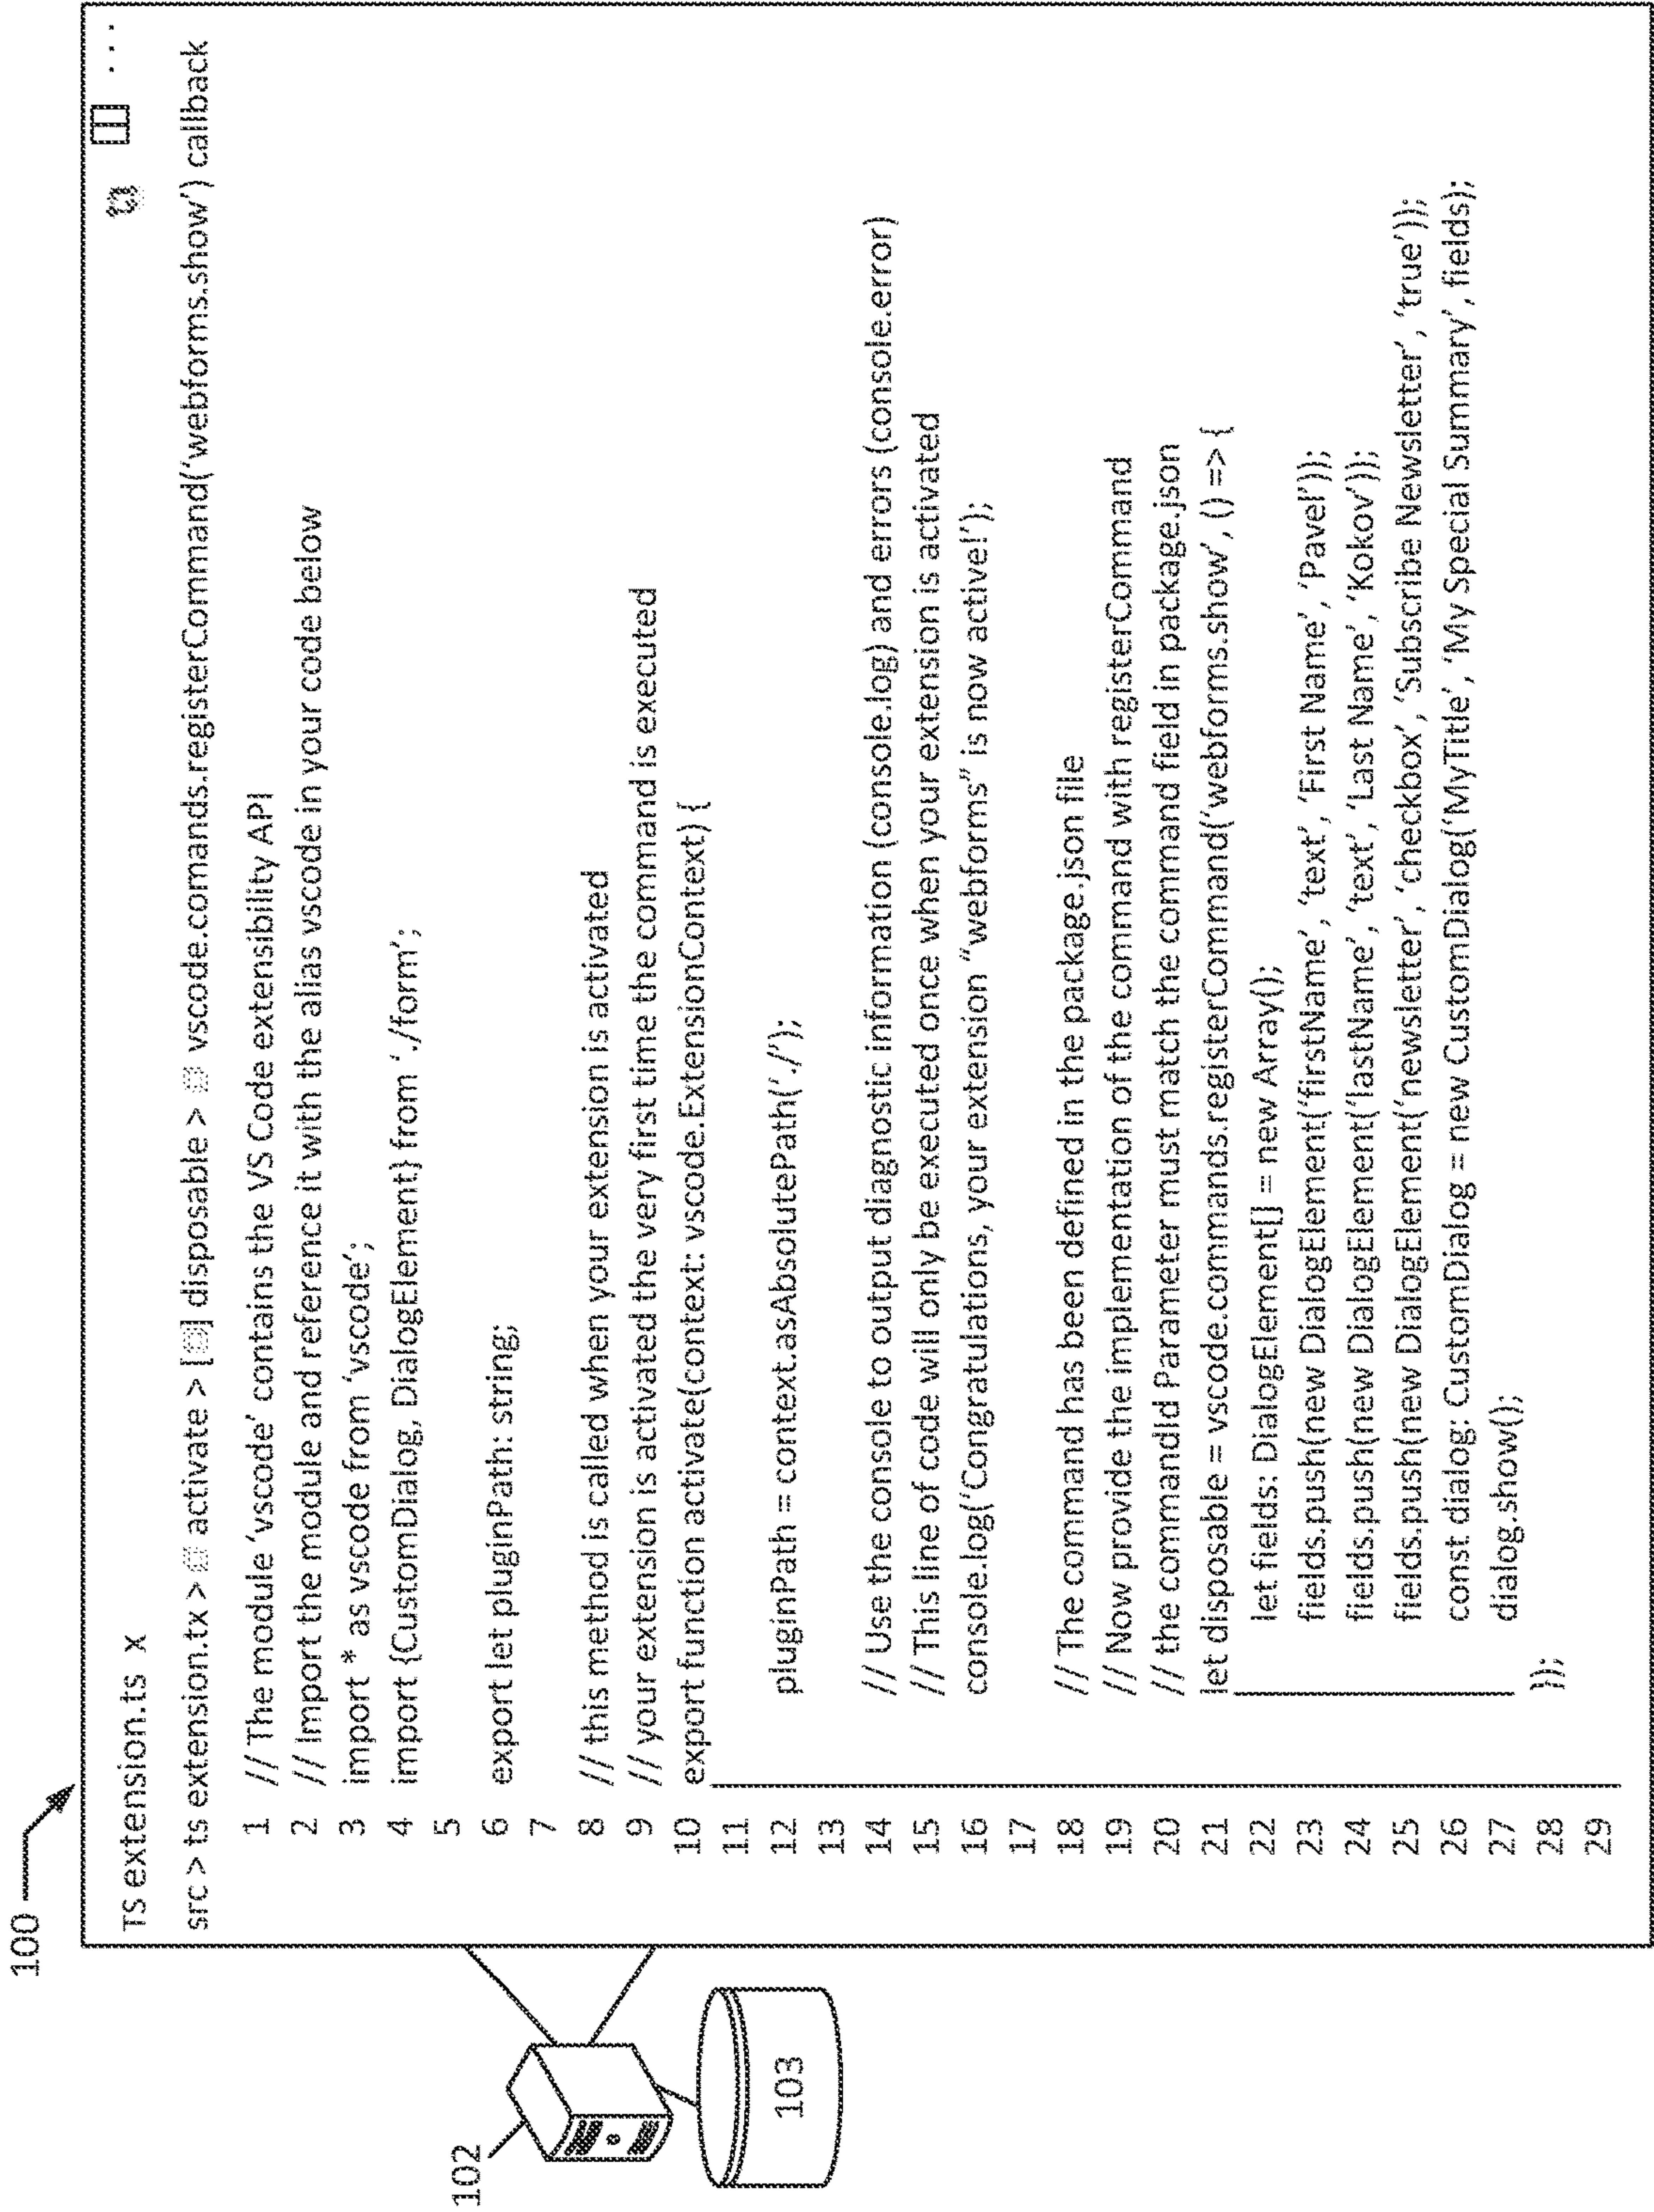 100
TS extension.ts x
...
src > ts extension.tx > activate > [ ] disposable > vscode.comands.registerCommand(‘webforms.show’) callback
1 // The module ‘vscode’ contains the VS Code extensibility API
2 // Import the module and reference it with the alias vscode in your code below
3 import * as vscode from ‘vscode’;
4 import {CustomDialog, DialogElement} from ‘./form’;
5
6 export let pluginPath: string;
7
8 // this method is called when your extension is activated
9 // your extension is activated the very first time the command is executed
10 export function activate(context: vscode.ExtensionContext) {
11
12 pluginPath = context.asAbsolutePath(‘./’);
13
14 // Use the console to output diagnostic information (console.log) and errors (console.error)
15 // This line of code will only be executed once when your extension is activated
16 console.log(‘Congratulations, your extension “webforms” is now active!’);
17
18 // The command has been defined in the package.json file
19 // Now provide the implementation of the command with registerCommand
20 // the commandId Parameter must match the command field in package.json
21 let disposable = vscode.commands.registerCommand(‘webforms.show’, () => {
22 let fields: DialogElement[] = new Array();
23 fields.push(new DialogElement(‘firstName’, ‘text’, ‘First Name’, ‘Pavel’));
24 fields.push(new DialogElement(‘lastName’, ‘text’, ‘Last Name’, ‘Kokov’));
25 fields.push(new DialogElement(‘newsletter’, ‘checkbox’, ‘Subscribe Newsletter’, ‘true’));
26 const dialog: CustomDialog = new CustomDialog(‘MyTitle’, ‘My Special Summary’, fields);
27 dialog.show();
28 });
29
102
103